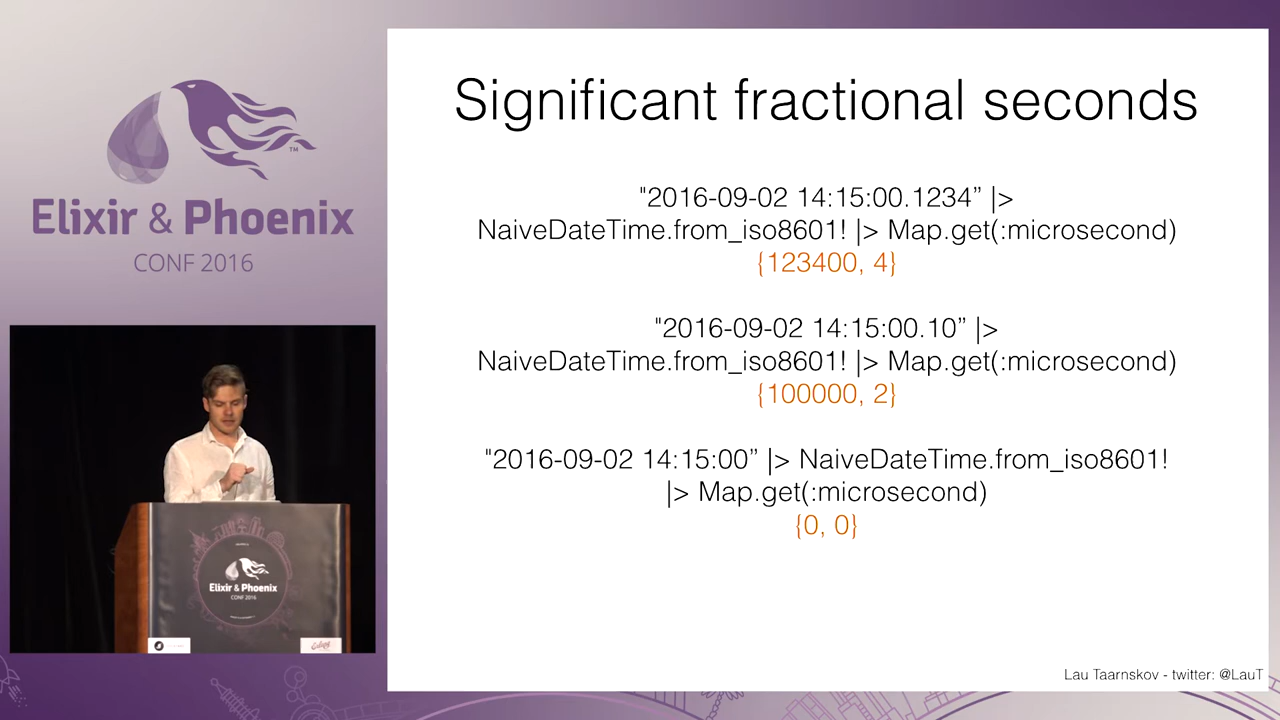 Elixir & Phoenix
CONF 2016
TM
Significant fractional seconds
"2016-09-02 14:15:00.1234” |>
NaiveDateTime.from_iso8601! |> Map.get(:microsecond)
{123400, 4}
"2016-09-02 14:15:00.10” |>
NaiveDateTime.from_iso8601! |> Map.get(:microsecond)
{100000, 2}
"2016-09-02 14:15:00” |> NaiveDateTime.from_iso8601!
|> Map.get(:microsecond)
{0, 0}
Elixir & Phoenix
CONF 2016
Lau Taarnskov - twitter: @LauT